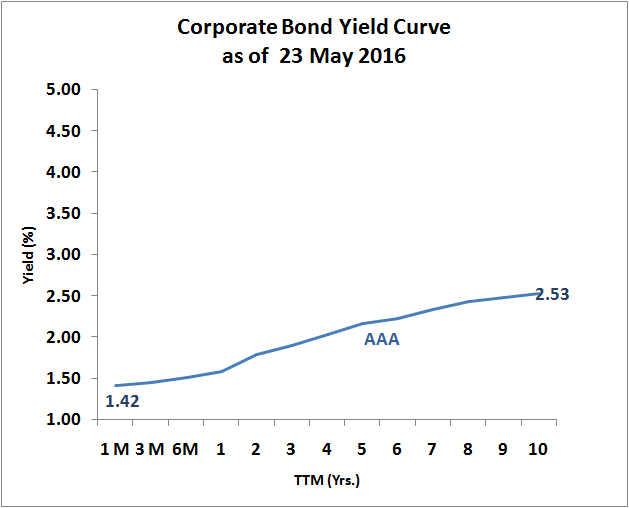 Corporate Bond Yield Curve
as of 23 May 2016
5.00
4.50
4.00
3.50
3.00
2.50
2.00
1.50
1.00
Yield (%)
1.42
AAA
2.53
1 M 3 M 6M 1 2 3 4 5 6 7 8 9 10
TTM (Yrs.)